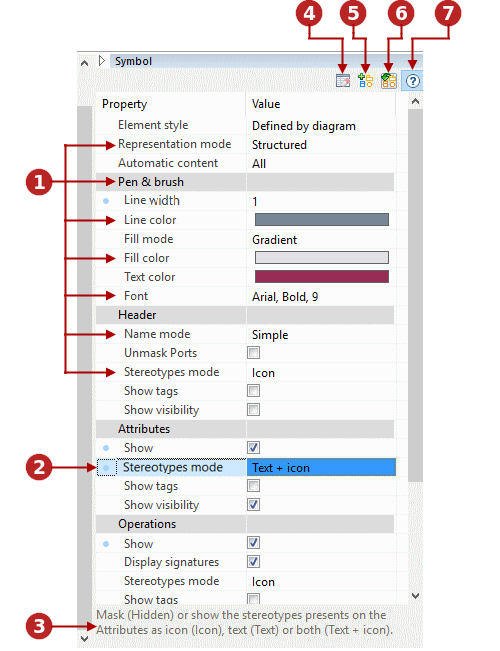 4 5 6 7
Symbol
?
Property Value
Element style Defined by diagram
Representation mode Structured
Automatic content All
1 Pen & brush
Line width 1
Line color
Fill mode Gradient
Fill color
Text color
Font Arial, Bold, 9
Header
Name mode Simple
Unmask Ports
Stereotypes mode Icon
Show tags
Show visibility
Attributes
Show
2 Stereotypes mode Text + icon
Show tags
Show visibility
Operations
Show
Display signatures
Stereotypes mode Icon
Show tags
Mask (Hidden) or show the stereotypes presents on the
3 Attributes as icon (Icon), text (Text) or both (Text + icon).